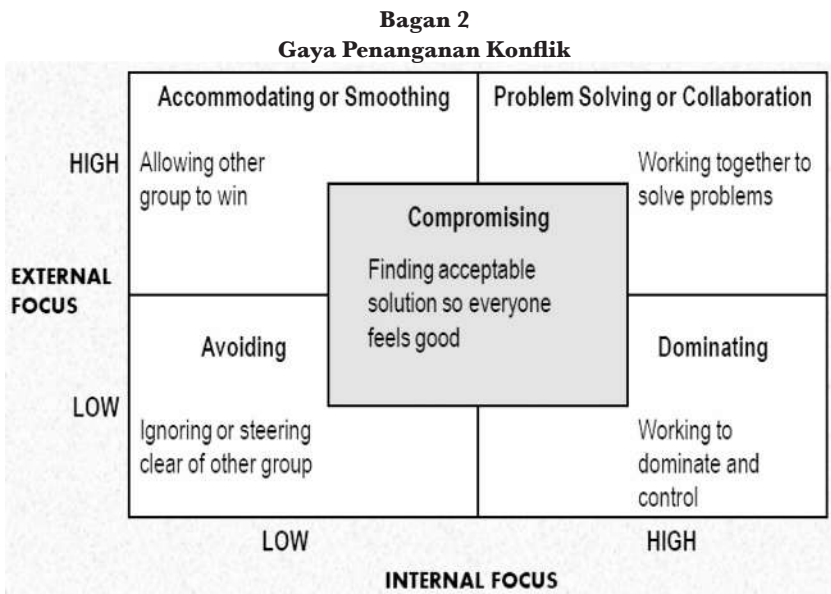 Bagan 2
Gaya Penanganan Konflik
Accommodating or Smoothing
Problem Solving or Collaboration
HIGH
Allowing other
group to win
Working together to
solve problems
Compromising
Finding acceptable
solution so everyone
feels good
EXTERNAL
FOCUS
Avoiding
Dominating
LOW
Ignoring or steering
clear of other group
Working to
dominate and
control
LOW
HIGH
INTERNAL FOCUS